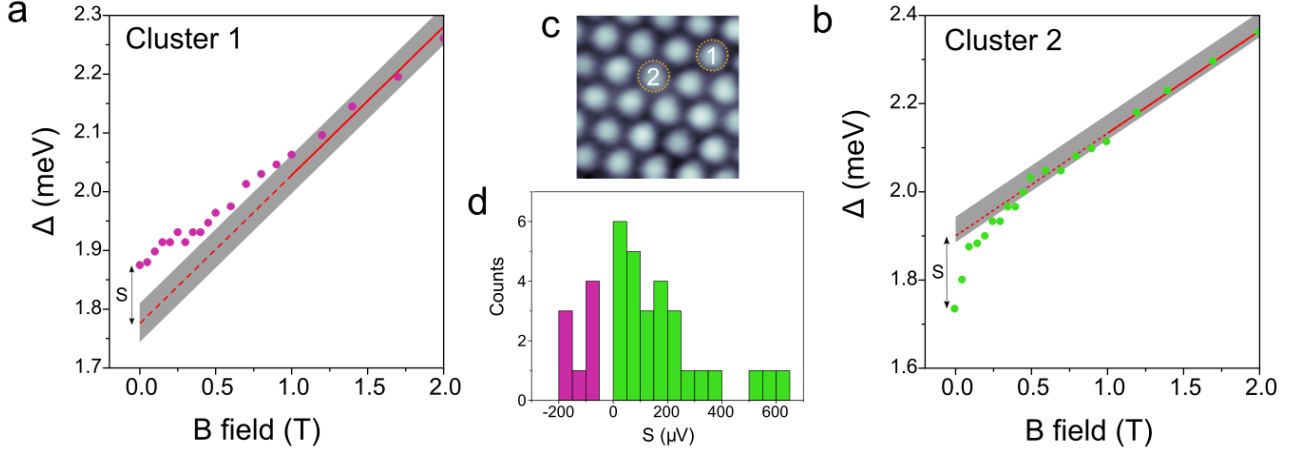 a
Cluster 1
Δ (meV)
2.3
2.2
2.1
2.0
1.9
1.8
1.7
S
0.0 0.5 1.0 1.5 2.0
B field (T)
c
1
2
d
Counts
6
4
2
0
-200 0 200 400 600
S (µV)
b
Cluster 2
Δ (meV)
2.4
2.2
2.0
1.8
1.6
S
0.0 0.5 1.0 1.5 2.0
B field (T)